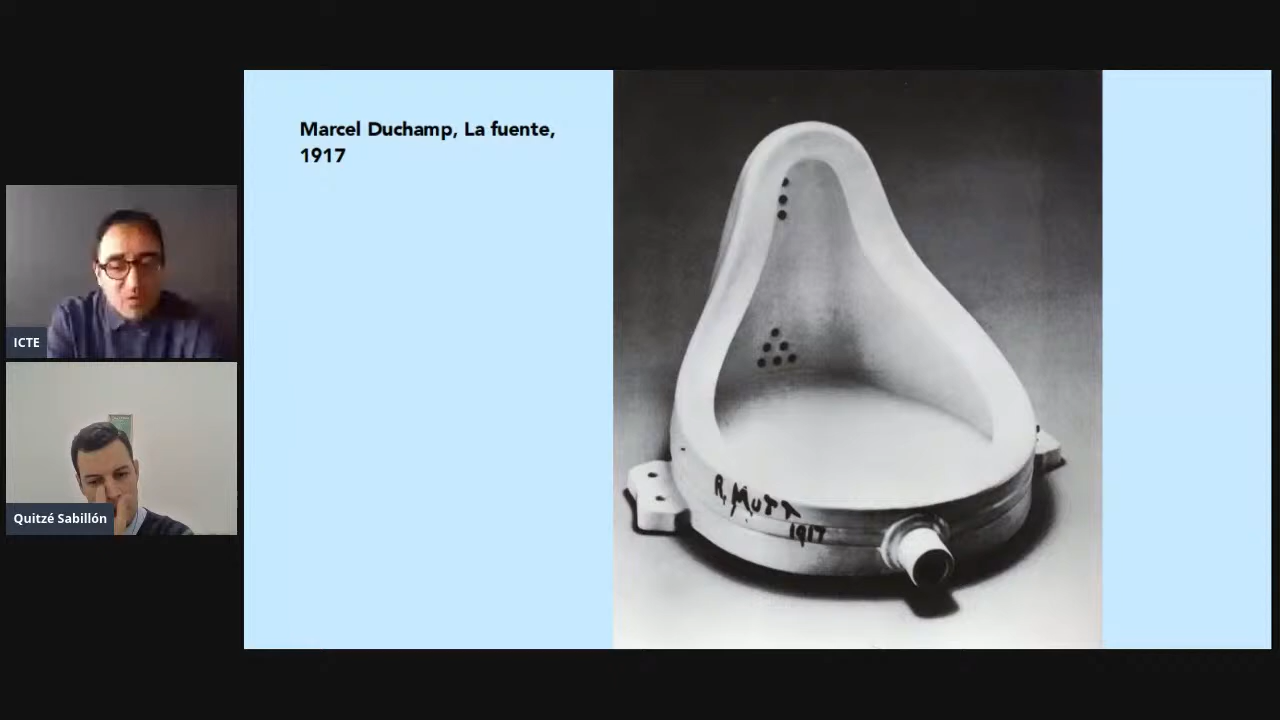 Marcel Duchamp, La fuente,
1917
ICTE
Quitzé Sabillón
R. MUTT
1917